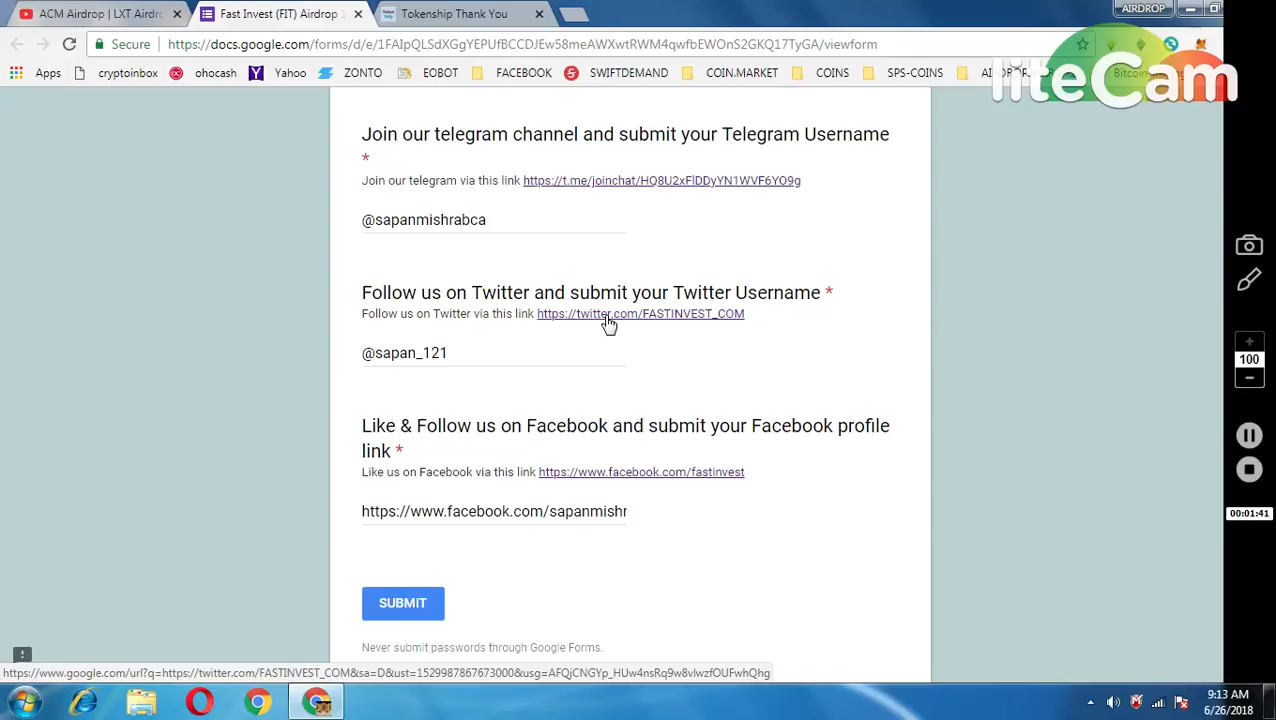 ACM Airdrop | LXT Airdro
Fast Invest (FIT) Airdrop
Tokenship Thank You
AIRDROP
Secure
https://docs.google.com/forms/d/e/1FAIpQLSdXGgYEPUfBCCDJEw58meAWXwtRWM4qwfbEWOnS2GKQ17TyGA/viewform
Apps
cryptoinbox
ohocash
Yahoo
ZONTO
EOBOT
FACEBOOK
SWIFTDEMAND
COIN.MARKET
COINS
SPS-COINS
liteCam
Join our telegram channel and submit your Telegram Username
*
Join our telegram via this link https://t.me/joinchat/HQ8U2xFlDDyYN1WVF6YO9g
@sapanmishrabca
Follow us on Twitter and submit your Twitter Username *
Follow us on Twitter via this link https://twitter.com/FASTINVEST_COM
@sapan_121
Like & Follow us on Facebook and submit your Facebook profile
link *
Like us on Facebook via this link https://www.facebook.com/fastinvest
https://www.facebook.com/sapanmishr
SUBMIT
Never submit passwords through Google Forms.
https://www.google.com/url?q=https://twitter.com/FASTINVEST_COM&sa=D&ust=1529987867673000&usg=AFQjCNGYp_HUw4nsRq9w8vlwzfOUFwhQhg
100
00:01:41
9:13 AM
6/26/2018